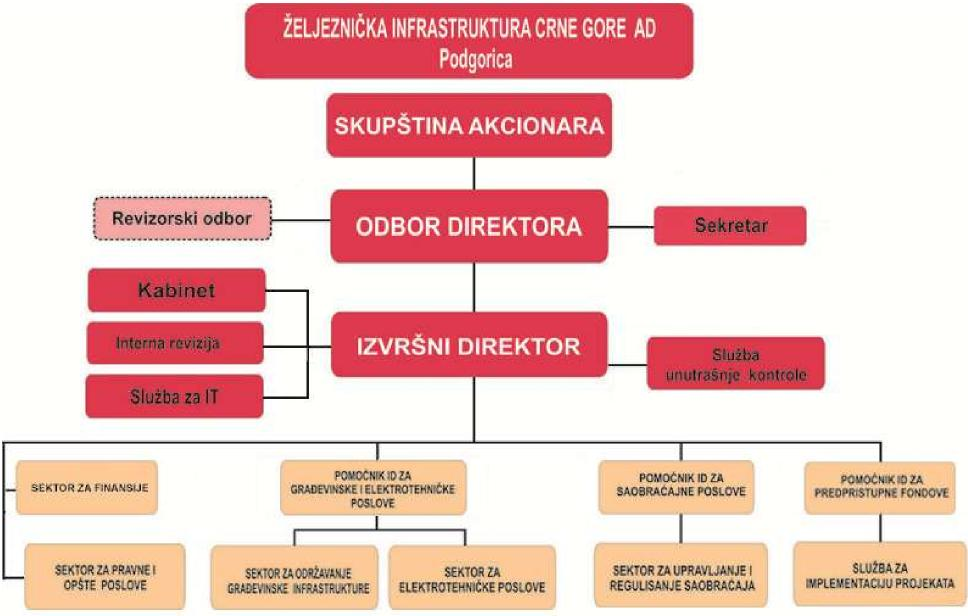 ŽELJEZNIČKA INFRASTRUKTURA CRNE GORE AD
Podgorica
SKUPŠTINA AKCIONARA
Revizorski odbor
ODBOR DIREKTORA
Sekretar
Kabinet
Interna revizija
Služba za IT
IZVRŠNI DIREKTOR
Služba
unutrašnje kontrole
SEKTOR ZA FINANSIJE
POMOĆNIK ID ZA
GRAĐEVINSKE I ELEKTROTEHNIČKE
POSLOVE
POMOĆNIK ID ZA
SAOBRAĆAJNE POSLOVE
POMOĆNIK ID ZA
PREDPRISTUPNE FONDOVE
SEKTOR ZA PRAVNE I
OPŠTE POSLOVE
SEKTOR ZA ODRŽAVANJE
GRAĐEVINSKE INFRASTRUKTURE
SEKTOR ZA
ELEKTROTEHNIČKE POSLOVE
SEKTOR ZA UPRAVLJANJE I
REGULISANJE SAOBRAĆAJA
SLUŽBA ZA
IMPLEMENTACIJU PROJEKATA